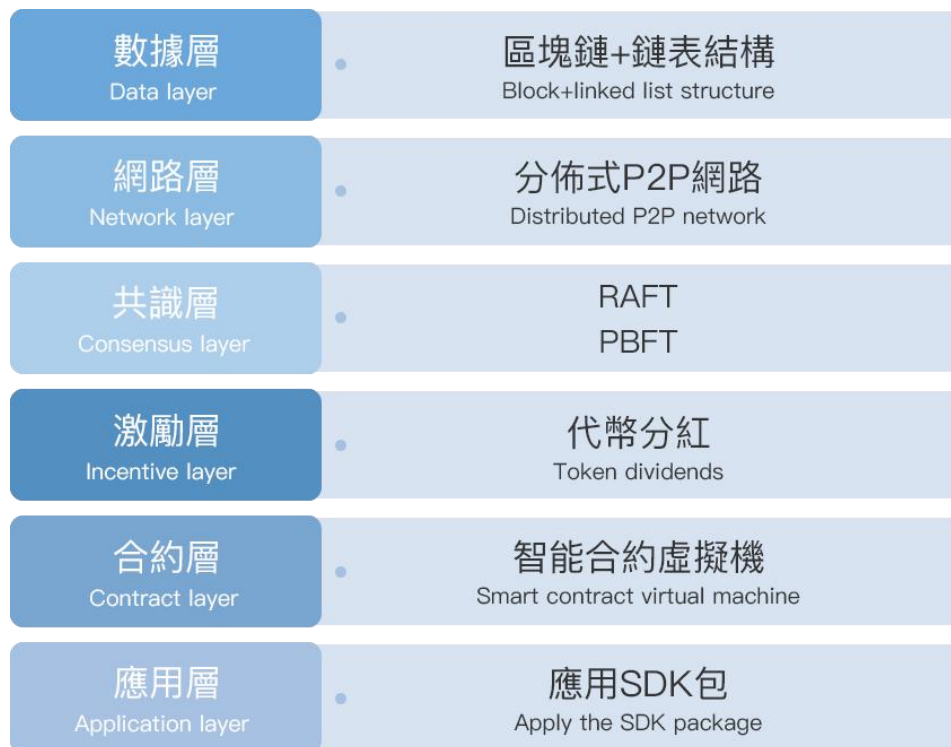 數據層
Data layer
區塊鏈+鏈表結構
Block+linked list structure
網路層
Network layer
分佈式P2P網路
Distributed P2P network
共識層
Consensus layer
RAFT
PBFT
激勵層
Incentive layer
代幣分紅
Token dividends
合約層
Contract layer
智能合約虛擬機
Smart contract virtual machine
應用層
Application layer
應用SDK包
Apply the SDK package